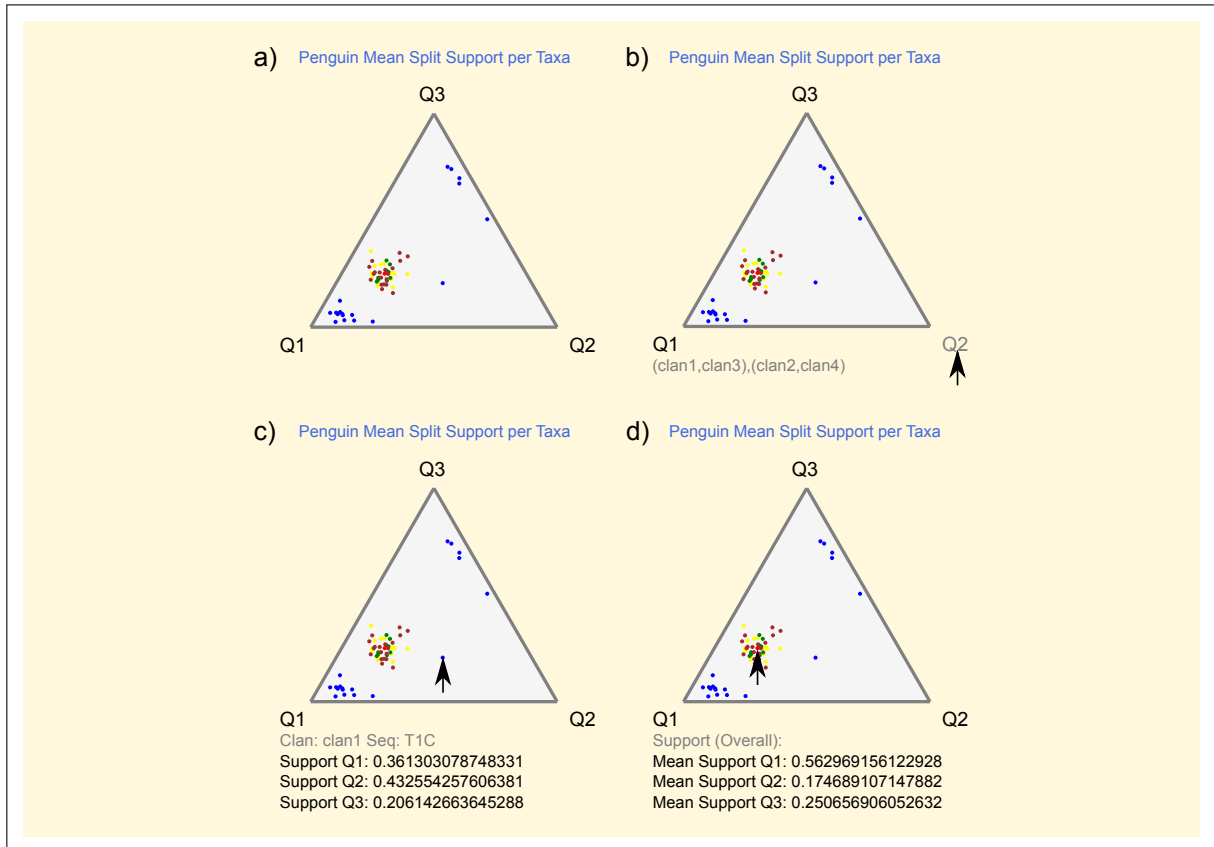 a) Penguin Mean Split Support per Taxa
Q3
Q1
Q2
b) Penguin Mean Split Support per Taxa
Q3
Q1
Q2
(clan1,clan3),(clan2,clan4)
c) Penguin Mean Split Support per Taxa
Q3
Q1
Q2
Clan: clan1 Seq: T1C
Support Q1: 0.361303078748331
Support Q2: 0.432554257606381
Support Q3: 0.206142663645288
d) Penguin Mean Split Support per Taxa
Q3
Q1
Q2
Support (Overall):
Mean Support Q1: 0.562969156122928
Mean Support Q2: 0.174689107147882
Mean Support Q3: 0.250656906052632